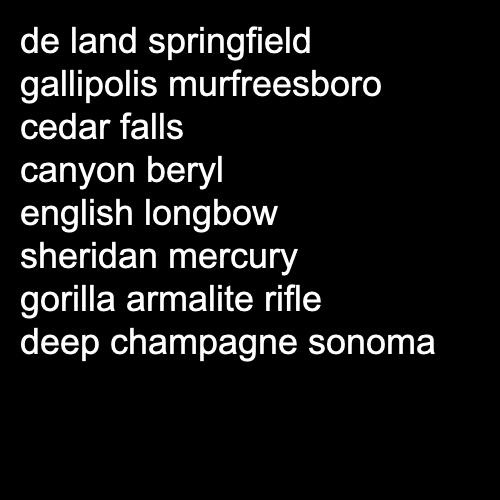 de land springfield
gallipolis murfreesboro
cedar falls
canyon beryl
english longbow
sheridan mercury
gorilla armalite rifle
deep champagne sonoma